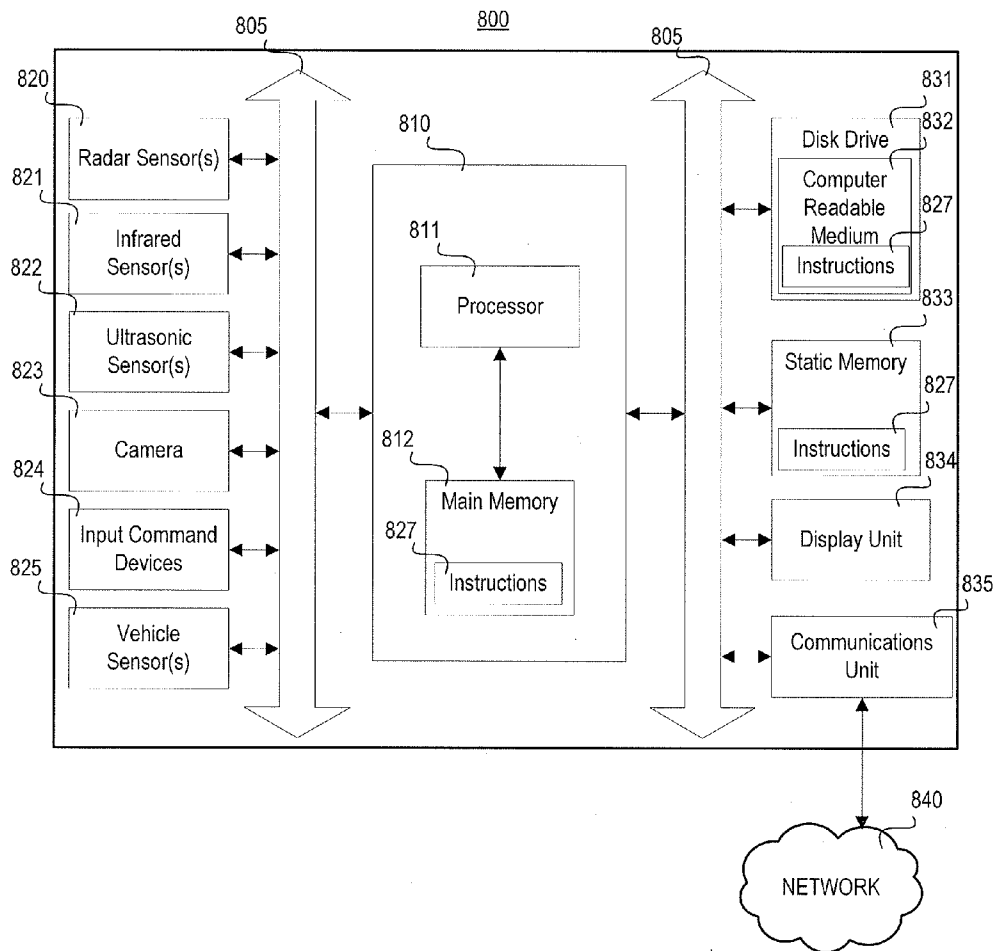 800
805
805
820
Radar Sensor(s)
821
Infrared
Sensor(s)
822
Ultrasonic
Sensor(s)
823
Camera
824
Input Command
Devices
825
Vehicle
Sensor(s)
810
811
Processor
812
Main Memory
827
Instructions
831
Disk Drive
832
Computer
Readable
Medium
827
Instructions
833
Static Memory
827
Instructions
834
Display Unit
835
Communications
Unit
840
NETWORK